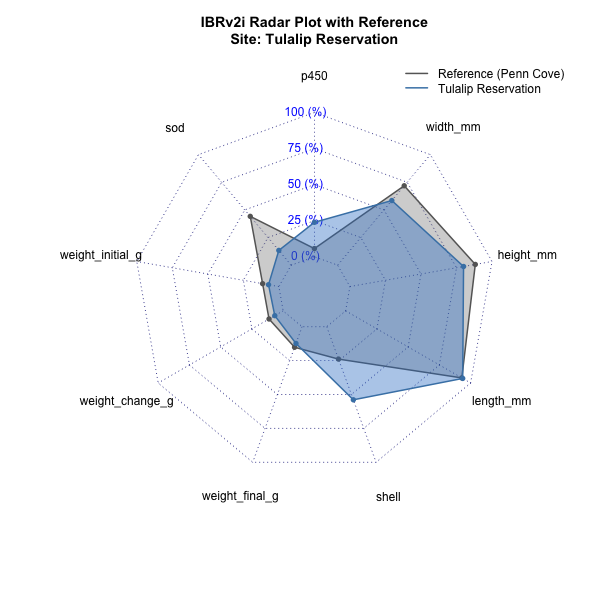 IBRv2i Radar Plot with Reference
Site: Tulalip Reservation
Reference (Penn Cove)
Tulalip Reservation
p450
sod
width_mm
100 (%)
75 (%)
50 (%)
25 (%)
0 (%)
weight_initial_g
height_mm
weight_change_g
length_mm
weight_final_g
shell